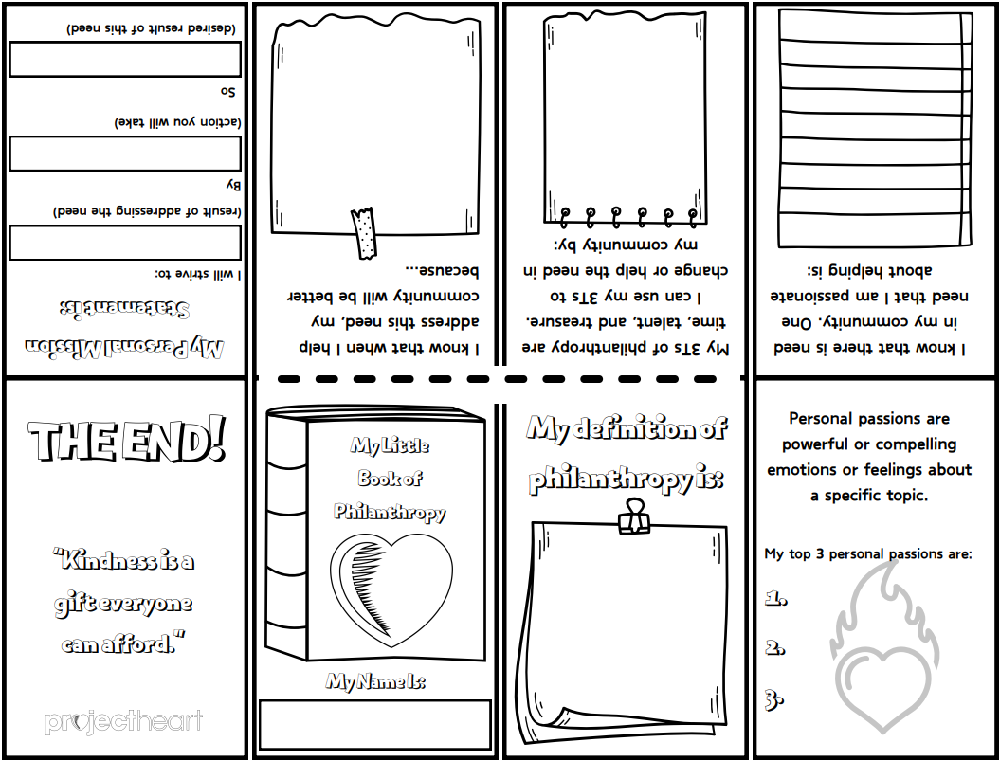 My Personal Mission
Statement is:
I will strive to:
(result of addressing the need)
By
(action you will take)
So
(desired result of this need)
I know that when I help
address this need, my
community will be better
because...
My 3Ts of philanthropy are
time, talent, and treasure.
I can use my 3Ts to
change or help the need in
my community by:
I know that there is need
in my community. One
need that I am passionate
about helping is:
THE END!
"Kindness is a
gift everyone
can afford."
projectheart
My Little
Book of
Philanthropy
My Name Is:
My definition of
philanthropy is:
Personal passions are
powerful or compelling
emotions or feelings about
a specific topic.
My top 3 personal passions are:
1.
2.
3.